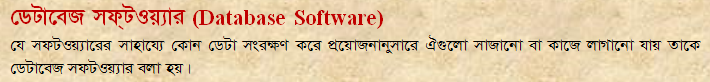 ডেটাবেজ সফ্টওয়্যার (Database Software)
যে সফটওয়্যারের সাহায্যে কোন ডেটা সংরক্ষণ করে প্রয়োজনানুসারে ঐগুলো সাজানো বা কাজে লাগানো যায় তাকে
ডেটাবেজ সফটওয়্যার বলা হয়।